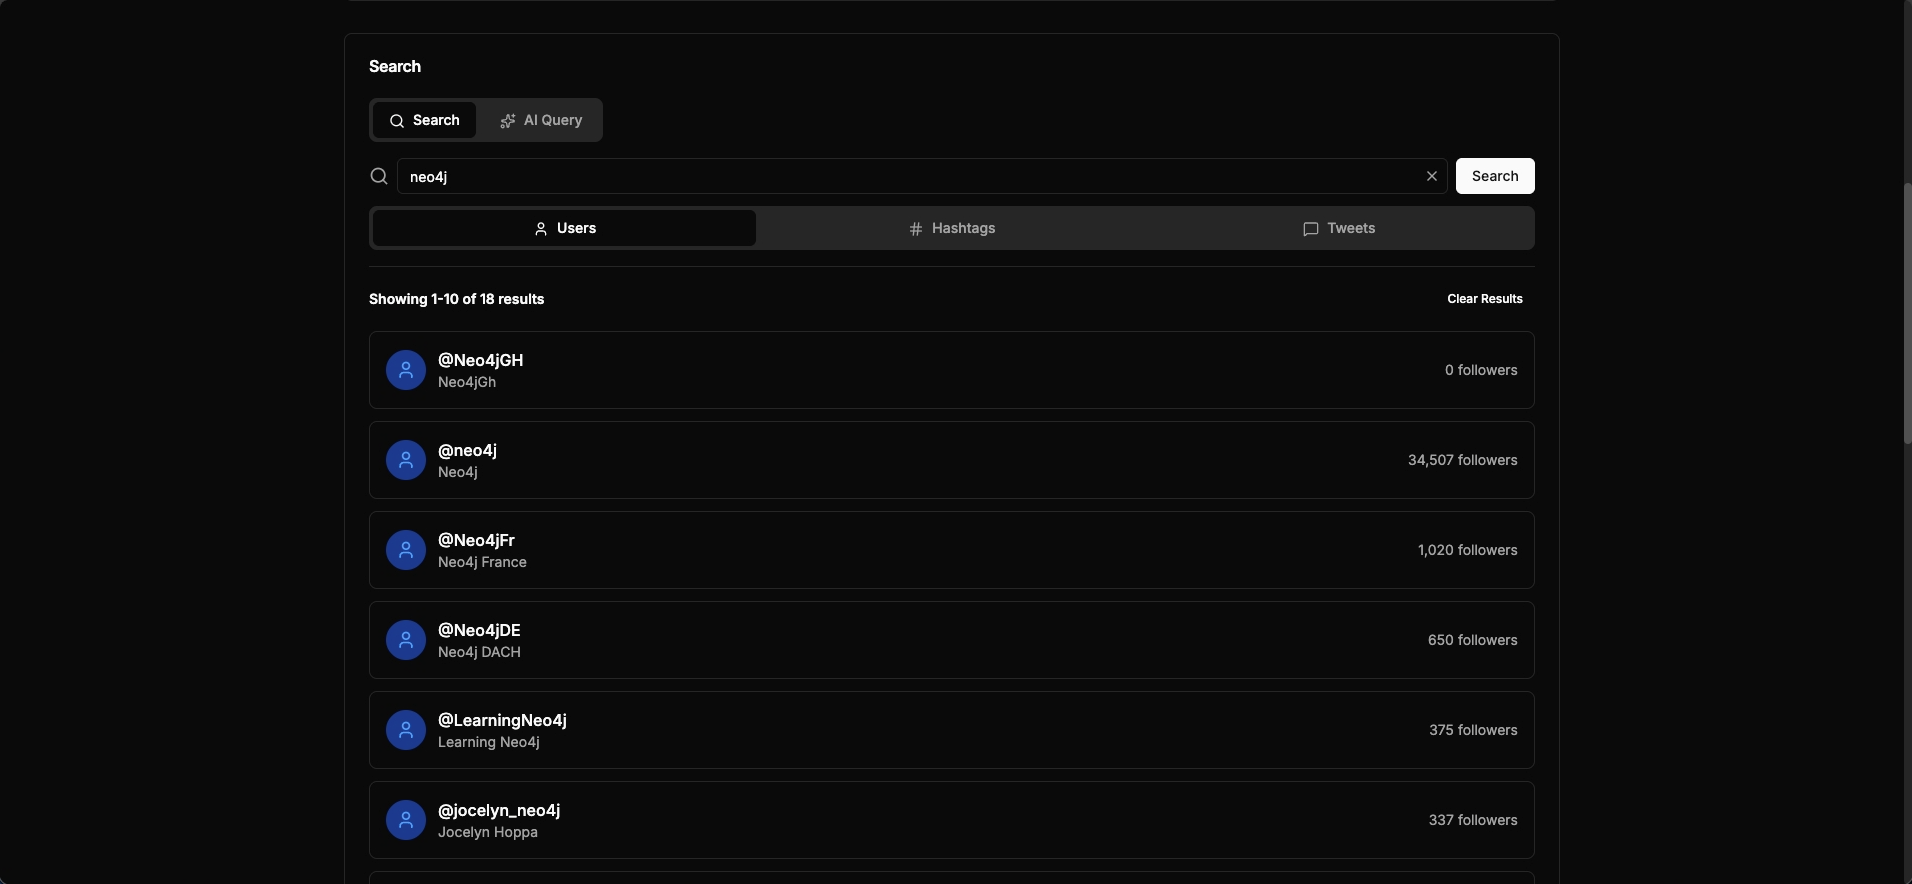 Search
Search
AI Query
neo4j
Search
Users
Hashtags
Tweets
Showing 1-10 of 18 results
Clear Results
@Neo4jGH
Neo4jGh
0 followers
@neo4j
Neo4j
34,507 followers
@Neo4jFr
Neo4j France
1,020 followers
@Neo4jDE
Neo4j DACH
650 followers
@LearningNeo4j
Learning Neo4j
375 followers
@jocelyn_neo4j
Jocelyn Hoppa
337 followers